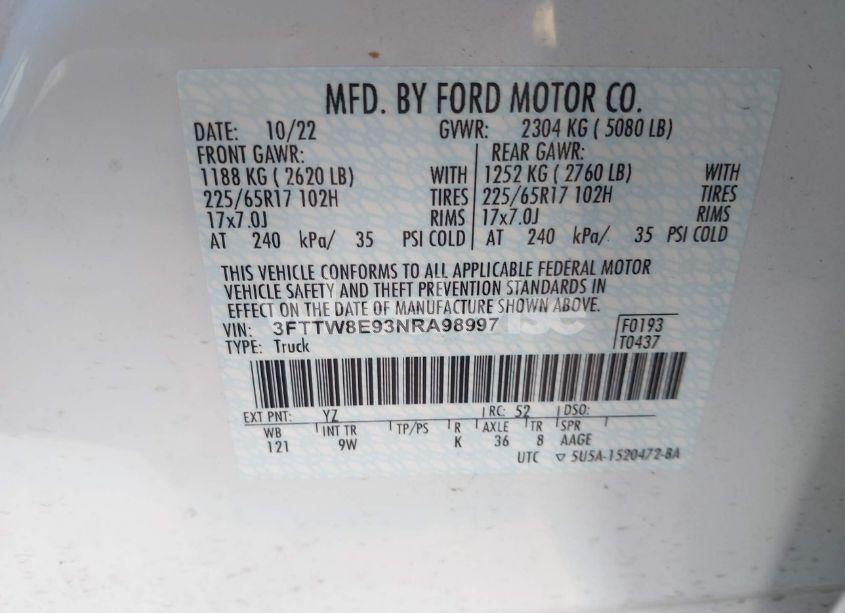 MFD. BY FORD MOTOR CO.
DATE: 10/22 GVWR: 2304 KG ( 5080 LB)
FRONT GAWR: REAR GAWR:
1188 KG ( 2620 LB) WITH 1252 KG ( 2760 LB) WITH
225/65R17 102H TIRES 225/65R17 102H TIRES
17x7.0J RIMS 17x7.0J RIMS
AT 240 kPa/ 35 PSI COLD AT 240 kPa/ 35 PSI COLD
THIS VEHICLE CONFORMS TO ALL APPLICABLE FEDERAL MOTOR
VEHICLE SAFETY AND THEFT PREVENTION STANDARDS IN
EFFECT ON THE DATE OF MANUFACTURE SHOWN ABOVE.
VIN: 3FTTW8E93NRA98997 F0193
TYPE: Truck T0437
EXT PNT: YZ RC: 52 DSO:
WB INT TR TP/PS R AXLE TR SPR
121 9W K 36 8 AAGE
UTC ▽ 5U5A-1520472-BA